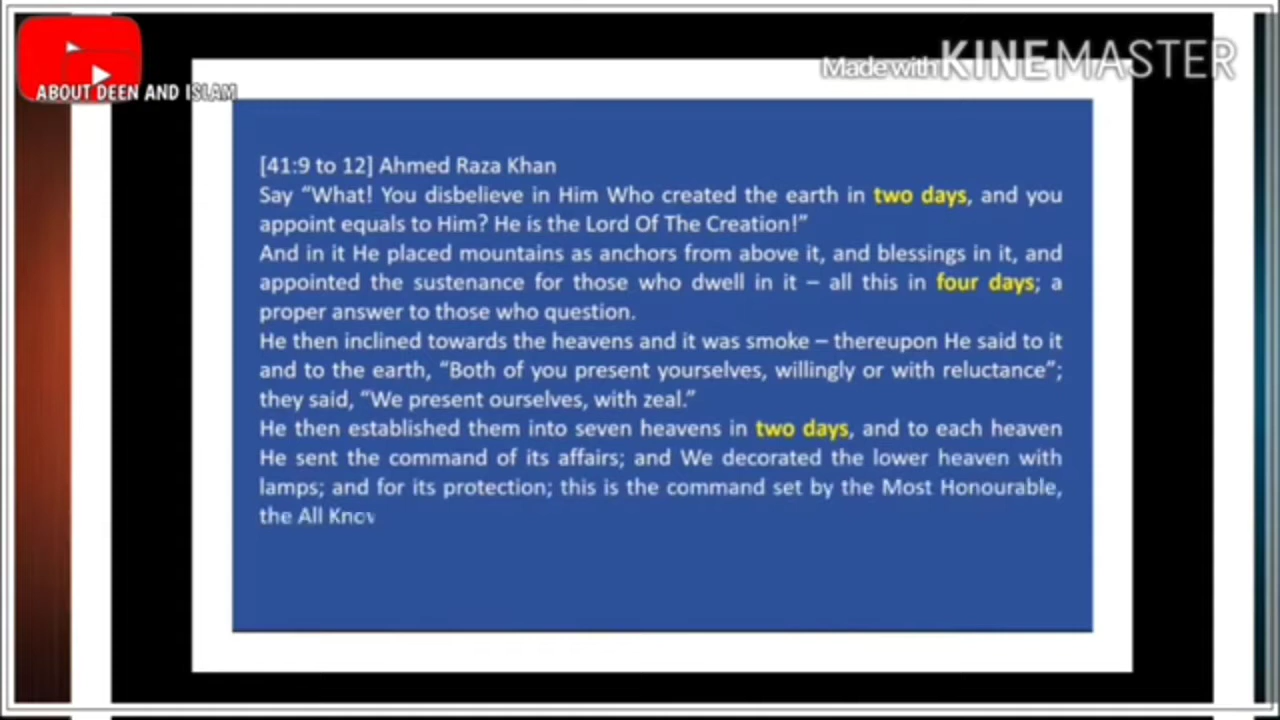 Made with KINEMASTER
ABOUT DEEN AND ISLAM
[41:9 to 12] Ahmed Raza Khan
Say “What! You disbelieve in Him Who created the earth in two days, and you
appoint equals to Him? He is the Lord Of The Creation!”
And in it He placed mountains as anchors from above it, and blessings in it, and
appointed the sustenance for those who dwell in it – all this in four days; a
proper answer to those who question.
He then inclined towards the heavens and it was smoke – thereupon He said to it
and to the earth, “Both of you present yourselves, willingly or with reluctance”;
they said, “We present ourselves, with zeal.”
He then established them into seven heavens in two days, and to each heaven
He sent the command of its affairs; and We decorated the lower heaven with
lamps; and for its protection; this is the command set by the Most Honourable,
the All Knov